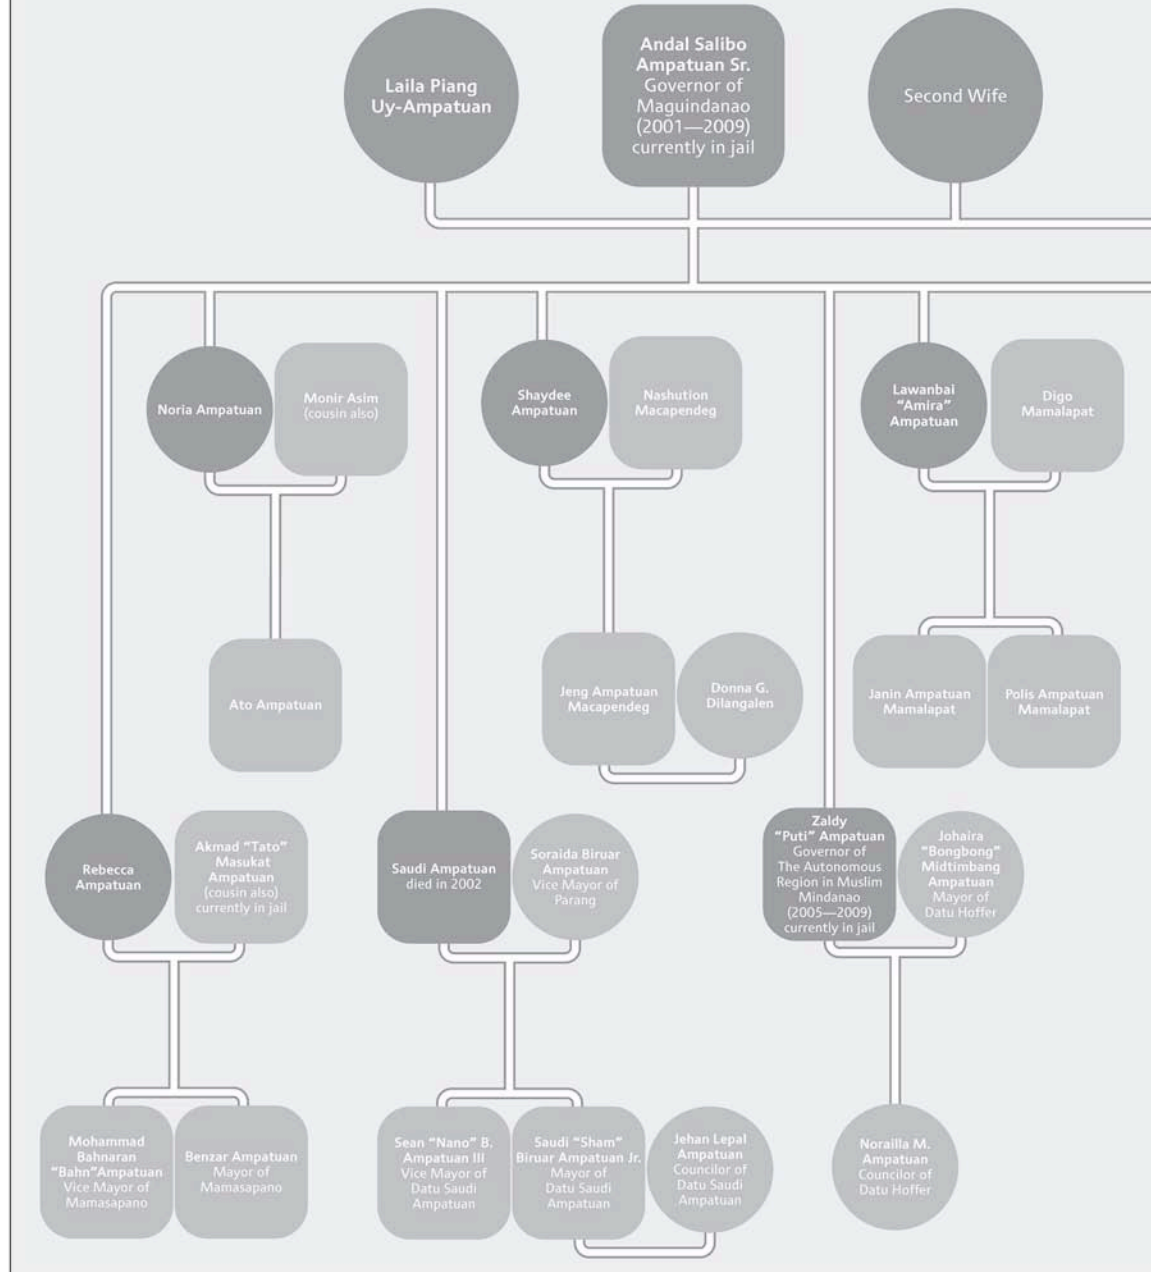 Laila Piang
Uy-Ampatuan
Andal Salibo
Ampatuan Sr.
Governor of
Maguindanao
(2001—2009)
currently in jail
Second Wife
Noria Ampatuan
Monir Asim
(cousin also)
Shaydee
Ampatuan
Nashution
Macapendeg
Lawanbai
"Amira"
Ampatuan
Digo
Mamalapat
Ato Ampatuan
Jeng Ampatuan
Macapendeg
Donna G.
Dilangalen
Janin Ampatuan
Mamalapat
Polis Ampatuan
Mamalapat
Rebecca
Ampatuan
Akmad "Tato"
Masukat
Ampatuan
(cousin also)
currently in jail
Saudi Ampatuan
died in 2002
Soraida Biruar
Ampatuan
Vice Mayor of
Parang
Zaldy
"Puti" Ampatuan
Governor of
The Autonomous
Region in Muslim
Mindanao
(2005—2009)
currently in jail
Johaira
"Bongbong"
Midtimbang
Ampatuan
Mayor of
Datu Hoffer
Mohammad
Bahnaran
"Bahn"Ampatuan
Vice Mayor of
Mamasapano
Benzar Ampatuan
Mayor of
Mamasapano
Sean "Nano" B.
Ampatuan III
Vice Mayor of
Datu Saudi
Ampatuan
Saudi "Sham"
Biruar Ampatuan Jr.
Mayor of
Datu Saudi
Ampatuan
Jehan Lepal
Ampatuan
Councilor of
Datu Saudi
Ampatuan
Norailla M.
Ampatuan
Councilor of
Datu Hoffer